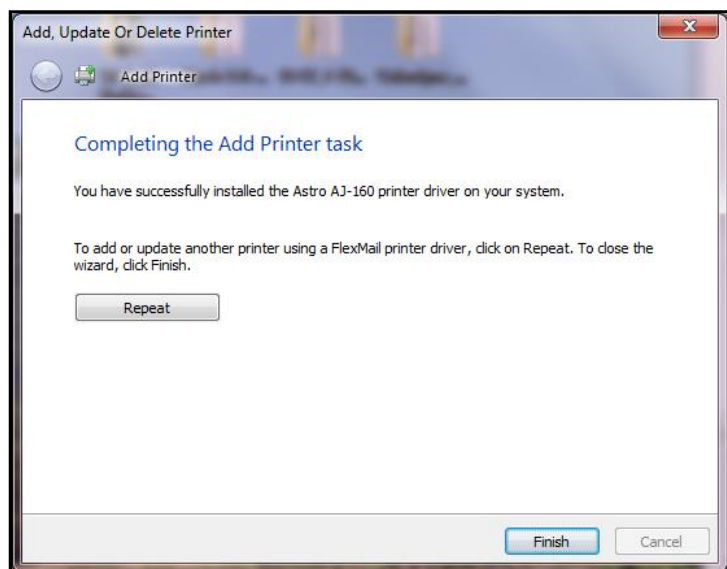 Add, Update Or Delete Printer
Add Printer
Completing the Add Printer task
You have successfully installed the Astro AJ-160 printer driver on your system.
To add or update another printer using a FlexMail printer driver, click on Repeat. To close the
wizard, click Finish.
Repeat
Finish
Cancel